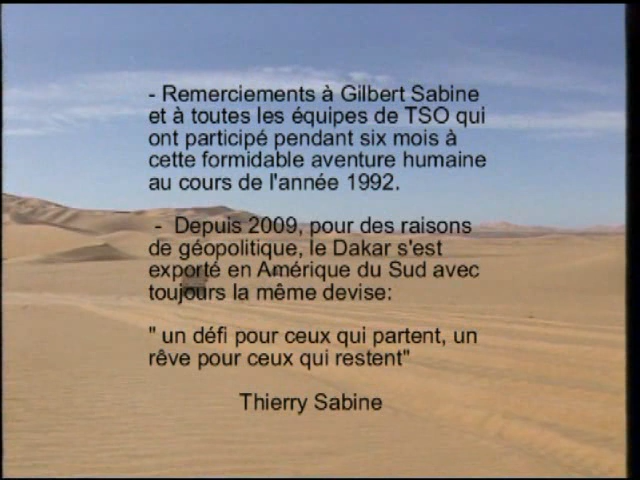 - Remerciements à Gilbert Sabine
et à toutes les équipes de TSO qui
ont participé pendant six mois à
cette formidable aventure humaine
au cours de l'année 1992.
-  Depuis 2009, pour des raisons
de géopolitique, le Dakar s'est
exporté en Amérique du Sud avec
toujours la même devise:
" un défi pour ceux qui partent, un
rêve pour ceux qui restent"
Thierry Sabine